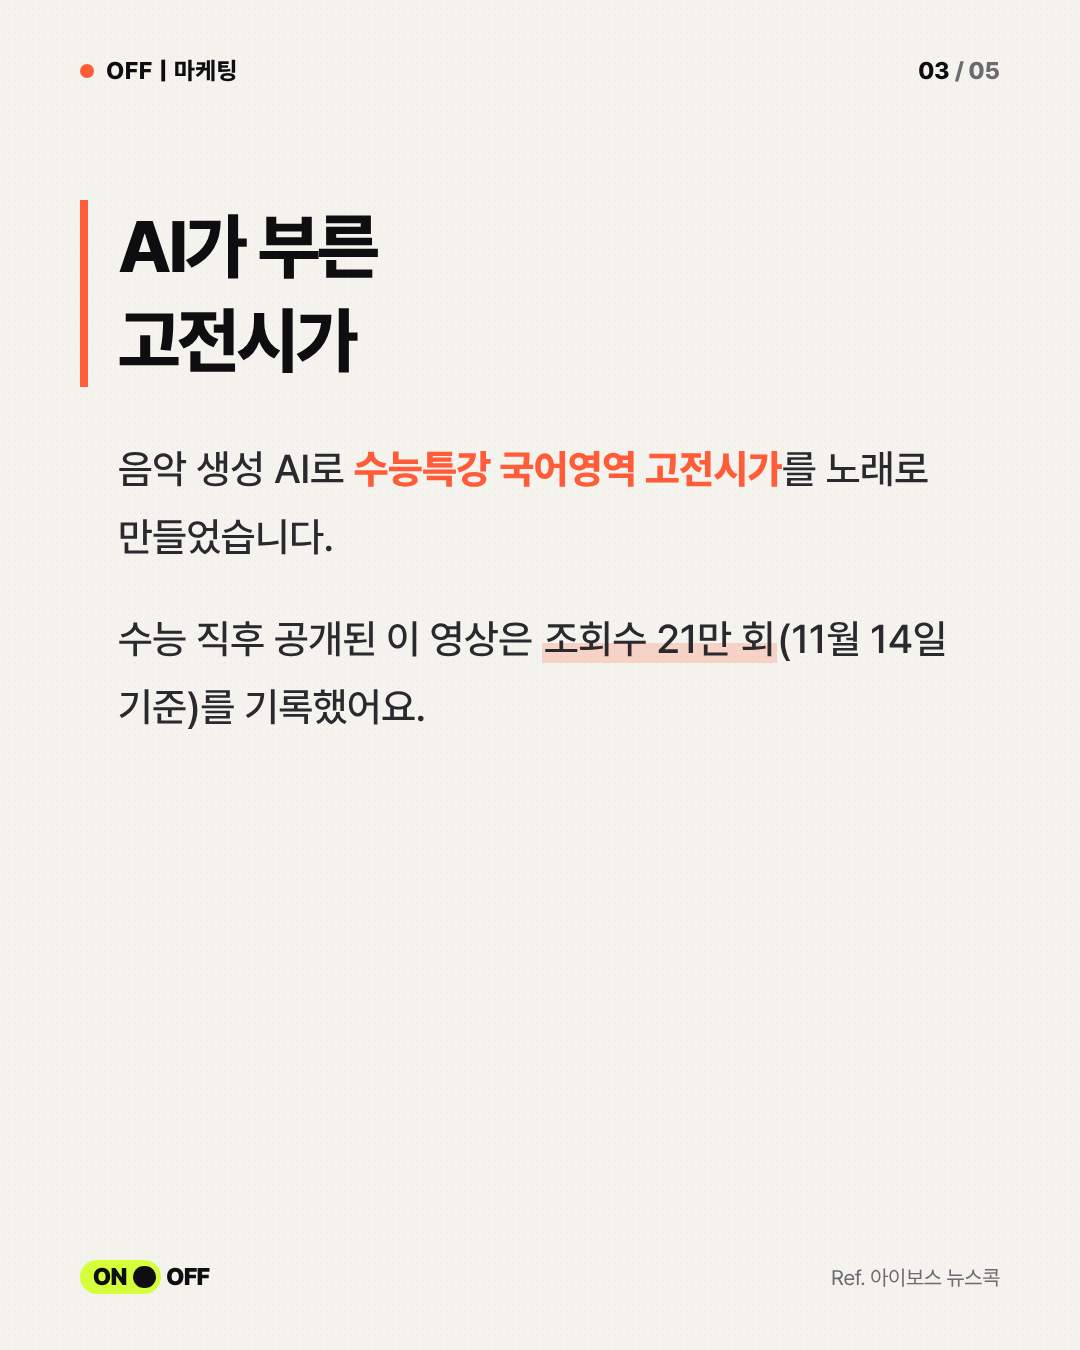 OFF | 마케팅
03 / 05
AI가 부른
고전시가
음악 생성 AI로 수능특강 국어영역 고전시가를 노래로
만들었습니다.
수능 직후 공개된 이 영상은 조회수 21만 회(11월 14일
기준)를 기록했어요.
ON OFF
Ref. 아이보스 뉴스콕